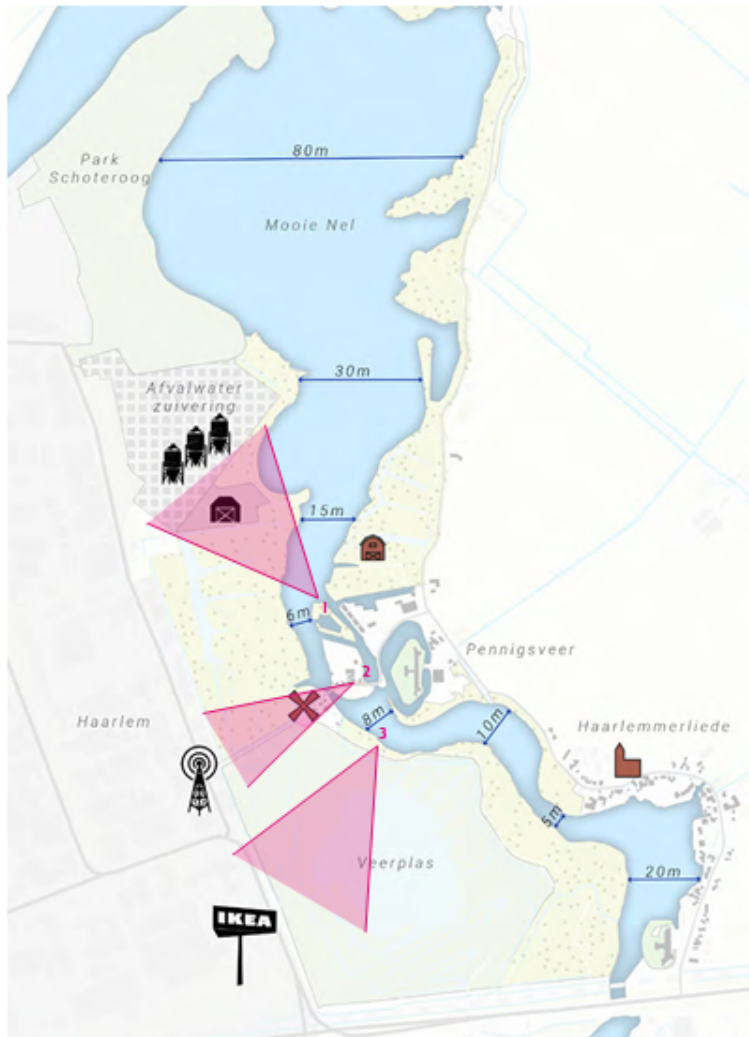 80m
Park
Schoteroog
Mooie Nel
30m
Afvalwater
zuivering
15m
1
6m
Pennigsveer
2
8m
10m
3
Haarlem
Haarlemmerliede
5m
Veerplas
20m
IKEA